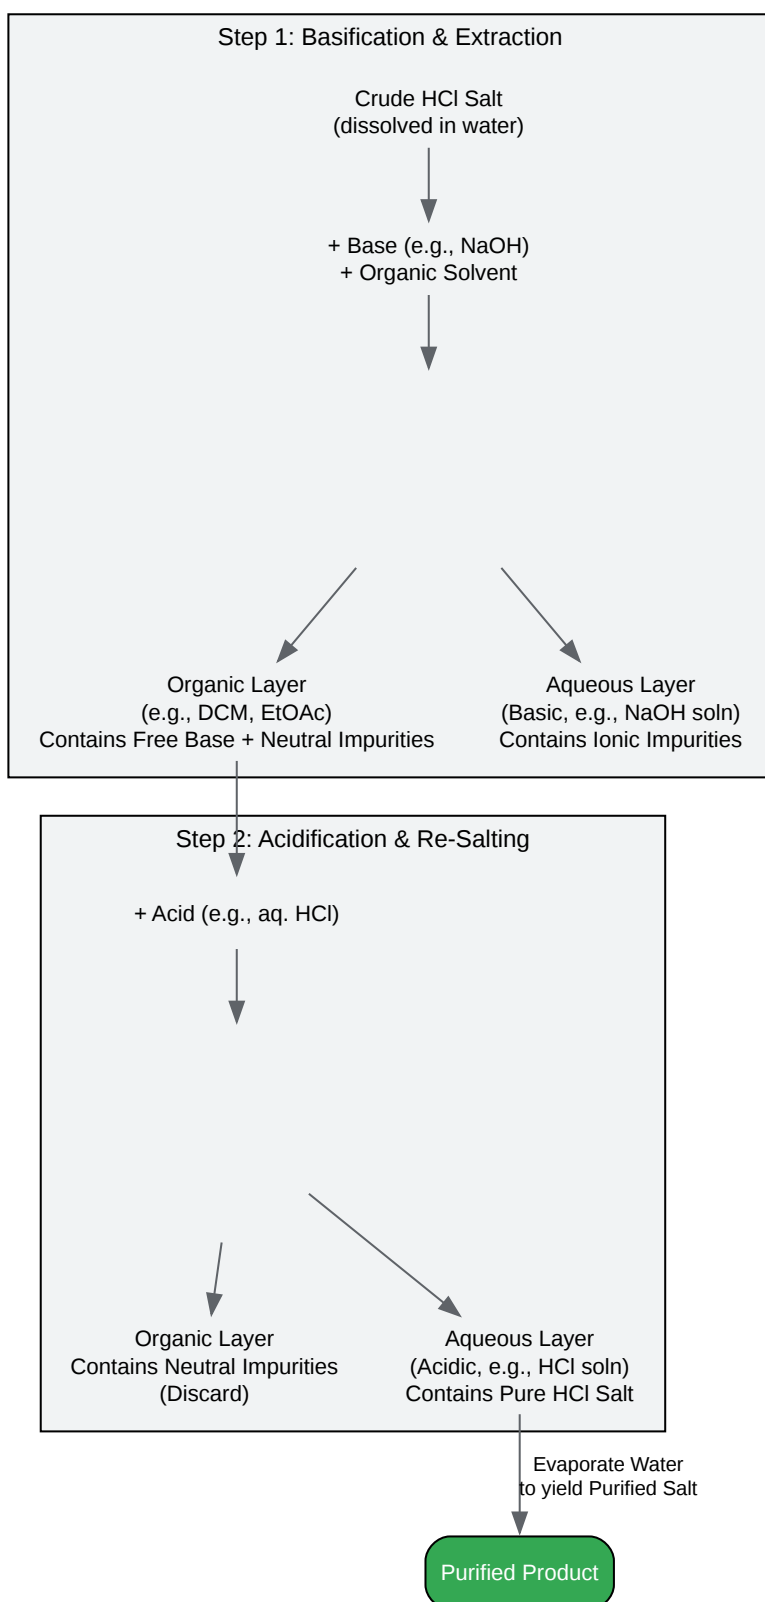 Step 1: Basification & Extraction
Crude HCl Salt
(dissolved in water)
+ Base (e.g., NaOH)
+ Organic Solvent
Organic Layer
(e.g., DCM, EtOAc)
Contains Free Base + Neutral Impurities
Aqueous Layer
(Basic, e.g., NaOH soln)
Contains Ionic Impurities
Step 2: Acidification & Re-Salting
+ Acid (e.g., aq. HCl)
Organic Layer
Contains Neutral Impurities
(Discard)
Aqueous Layer
(Acidic, e.g., HCl soln)
Contains Pure HCl Salt
Evaporate Water
to yield Purified Salt
Purified Product